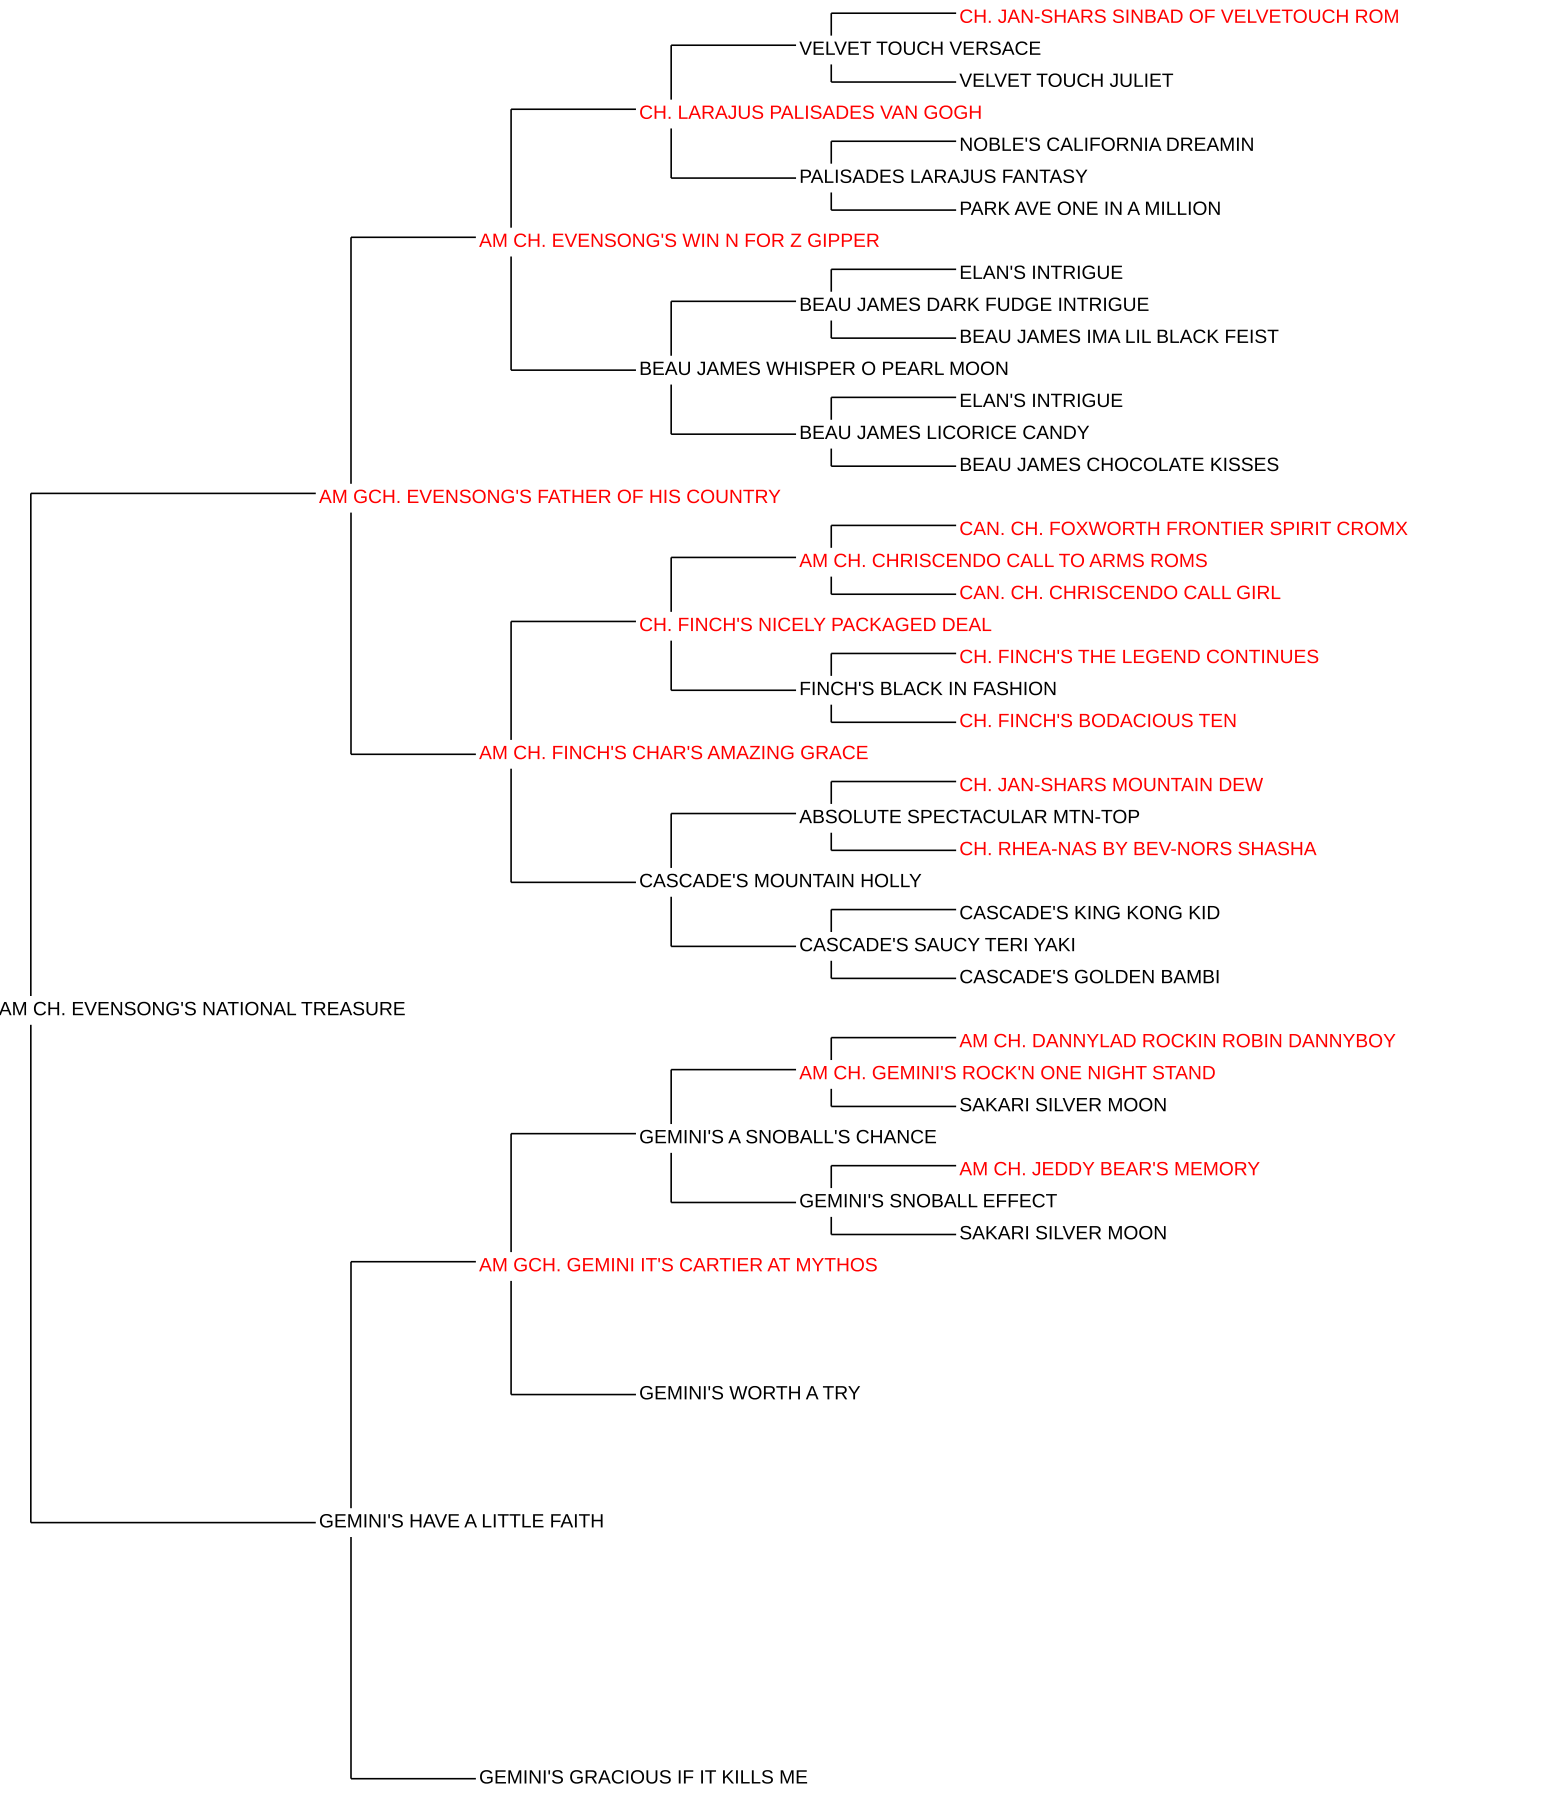 CH. JAN-SHARS SINBAD OF VELVETOUCH ROM
VELVET TOUCH VERSACE
VELVET TOUCH JULIET
CH. LARAJUS PALISADES VAN GOGH
NOBLE'S CALIFORNIA DREAMIN
PALISADES LARAJUS FANTASY
PARK AVE ONE IN A MILLION
AM CH. EVENSONG'S WIN N FOR Z GIPPER
ELAN'S INTRIGUE
BEAU JAMES DARK FUDGE INTRIGUE
BEAU JAMES IMA LIL BLACK FEIST
BEAU JAMES WHISPER O PEARL MOON
ELAN'S INTRIGUE
BEAU JAMES LICORICE CANDY
BEAU JAMES CHOCOLATE KISSES
AM GCH. EVENSONG'S FATHER OF HIS COUNTRY
CAN. CH. FOXWORTH FRONTIER SPIRIT CROMX
AM CH. CHRISCENDO CALL TO ARMS ROMS
CAN. CH. CHRISCENDO CALL GIRL
CH. FINCH'S NICELY PACKAGED DEAL
CH. FINCH'S THE LEGEND CONTINUES
FINCH'S BLACK IN FASHION
CH. FINCH'S BODACIOUS TEN
AM CH. FINCH'S CHAR'S AMAZING GRACE
CH. JAN-SHARS MOUNTAIN DEW
ABSOLUTE SPECTACULAR MTN-TOP
CH. RHEA-NAS BY BEV-NORS SHASHA
CASCADE'S MOUNTAIN HOLLY
CASCADE'S KING KONG KID
CASCADE'S SAUCY TERI YAKI
CASCADE'S GOLDEN BAMBI
AM CH. EVENSONG'S NATIONAL TREASURE
AM CH. DANNYLAD ROCKIN ROBIN DANNYBOY
AM CH. GEMINI'S ROCK'N ONE NIGHT STAND
SAKARI SILVER MOON
GEMINI'S A SNOBALL'S CHANCE
AM CH. JEDDY BEAR'S MEMORY
GEMINI'S SNOBALL EFFECT
SAKARI SILVER MOON
AM GCH. GEMINI IT'S CARTIER AT MYTHOS
GEMINI'S WORTH A TRY
GEMINI'S HAVE A LITTLE FAITH
GEMINI'S GRACIOUS IF IT KILLS ME